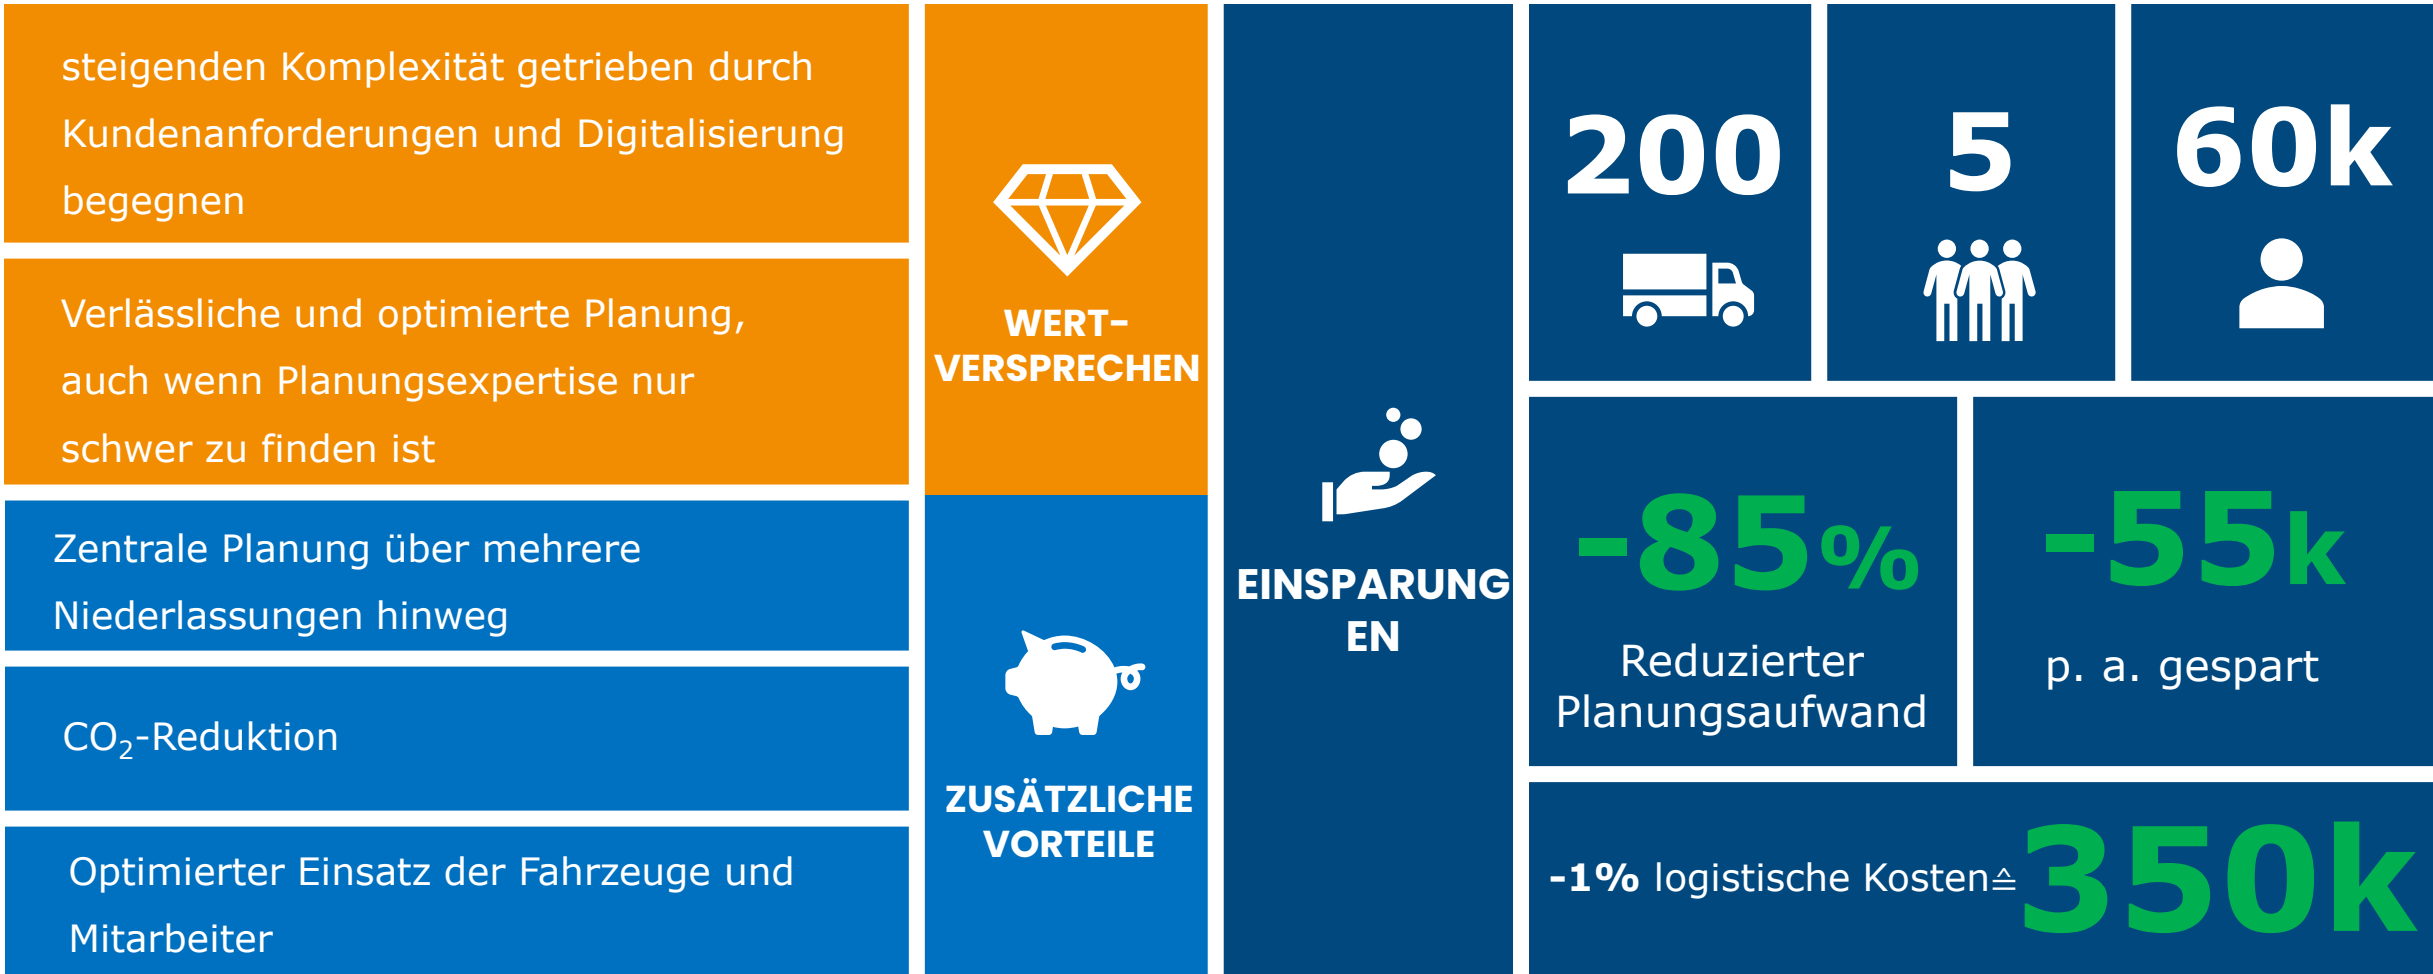 steigenden Komplexität getrieben durch
Kundenanforderungen und Digitalisierung
begegnen
Verlässliche und optimierte Planung,
auch wenn Planungsexpertise nur
schwer zu finden ist
Zentrale Planung über mehrere
Niederlassungen hinweg
CO₂-Reduktion
Optimierter Einsatz der Fahrzeuge und
Mitarbeiter
WERT-
VERSPRECHEN
ZUSÄTZLICHE
VORTEILE
EINSPARUNG
EN
200
5
60k
-85%
Reduzierter
Planungsaufwand
-55k
p. a. gespart
-1% logistische Kosten≙350k